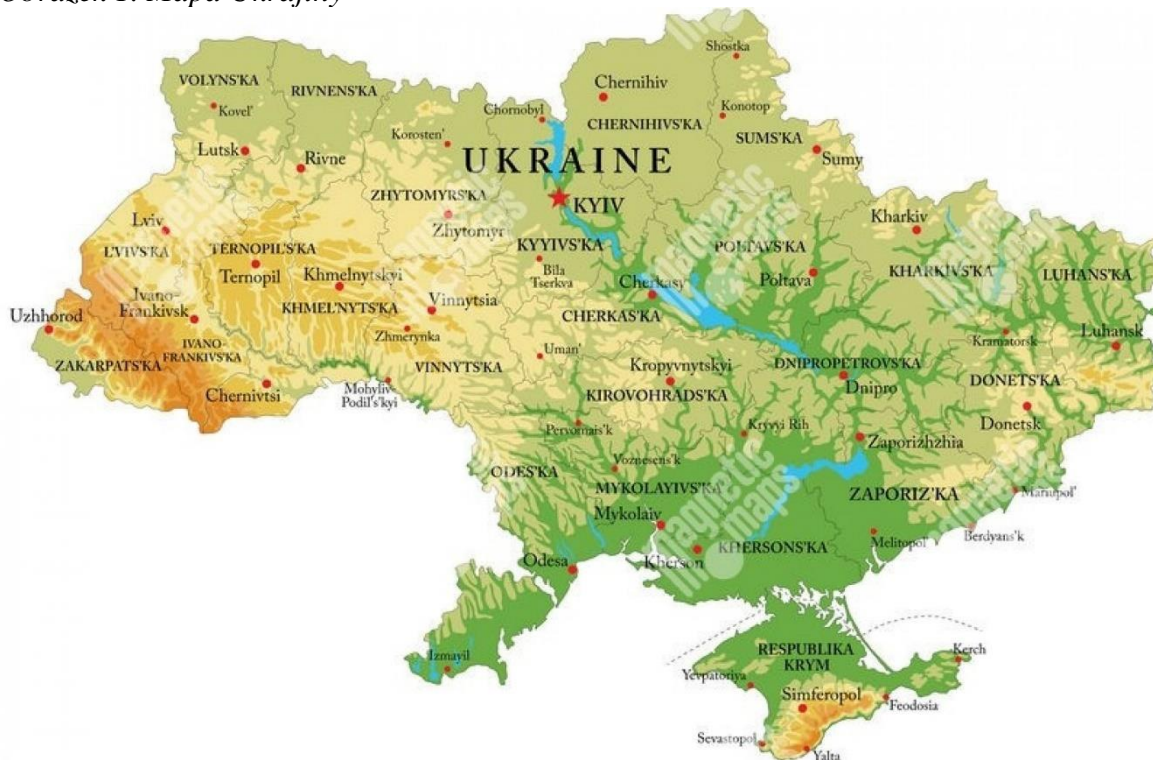 Mapa Ukrajiny
Shostka
VOLYNS'KA
RIVNENS'KA
Chernihiv
Kovel'
Chornobyl
Konotop
CHERNIHIVS'KA
Korosten'
SUMS'KA
Lutsk
Rivne
UKRAINE
Sumy
ZHYTOMYRS'KA
KYIV
Lviv
Zhytomyr
Kharkiv
L'VIVS'KA
TERNOPIL'S'KA
KYYIVS'KA
POLTAVS'KA
Ternopil
Khmelnytskyi
Bila
Tserkva
Cherkasy
Poltava
KHARKIVS'KA
LUHANS'KA
Ivano-
Frankivsk
KHMEL'NYTS'KA
Vinnytsia
CHERKAS'KA
Uzhhorod
Zhmerynka
Kramatorsk
Luhansk
IVANO-
FRANKIVS'KA
Uman'
ZAKARPATS'KA
VINNYTS'KA
Kropyvnytskyi
DNIPROPETROVS'KA
Chernivtsi
Mohyliv-
Podil's'kyi
KIROVOHRADS'KA
Dnipro
DONETS'KA
Pervomais'k
Kryvyi Rih
Donetsk
Zaporizhzhia
ODES'KA
Voznesens'k
MYKOLAYIVS'KA
ZAPORIZ'KA
Mariupol'
Mykolaiv
KHERSONS'KA
Melitopol'
Berdyans'k
Odesa
Kherson
Izmayil
RESPUBLIKA
KRYM
Kerch
Yevpatoriya
Simferopol
Feodosia
Sevastopol
Yalta
magnetic
maps